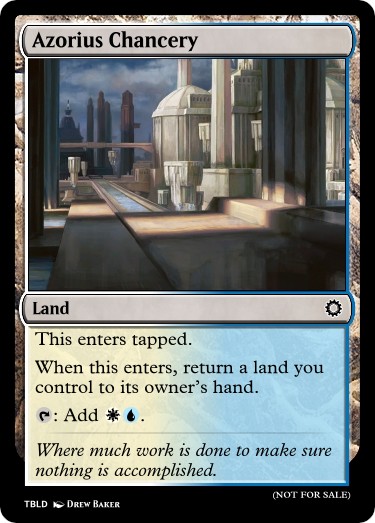 Azorius Chancery
Land
This enters tapped.
When this enters, return a land you
control to its owner's hand.
: Add .
Where much work is done to make sure
nothing is accomplished.
TBLD Drew Baker
(NOT FOR SALE)